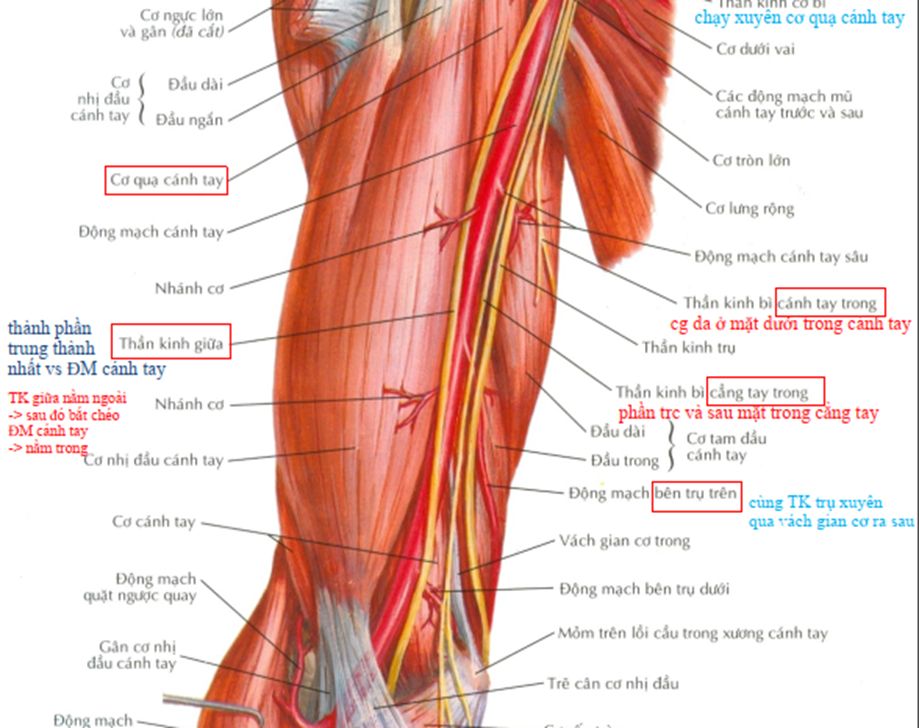 Cơ ngực lớn
và gân (đã cắt)
Cơ
nhị đầu
cánh tay
Đầu dài
Đầu ngắn
Cơ quạ cánh tay
Động mạch cánh tay
Nhánh cơ
thành phần
trung thành
nhất vs ĐM cánh tay
Thần kinh giữa
TK giữa nằm ngoài
-> sau đó bắt chéo
ĐM cánh tay
-> nằm trong
Nhánh cơ
Cơ nhị đầu cánh tay
Cơ cánh tay
Động mạch
quặt ngược quay
Gân cơ nhị
đầu cánh tay
Động mạch
Thần kinh cơ bì
chạy xuyên cơ quạ cánh tay
Cơ dưới vai
Các động mạch mũ
cánh tay trước và sau
Cơ tròn lớn
Cơ lưng rộng
Động mạch cánh tay sâu
Thần kinh bì cánh tay trong
cg da ở mặt dưới trong cánh tay
Thần kinh trụ
Thần kinh bì cẳng tay trong
phần trc và sau mặt trong cẳng tay
Đầu dài
Đầu trong
Cơ tam đầu
cánh tay
Động mạch bên trụ trên
cùng TK trụ xuyên
qua vách gian cơ ra sau
Vách gian cơ trong
Động mạch bên trụ dưới
Mỏm trên lồi cầu trong xương cánh tay
Trẽ cân cơ nhị đầu